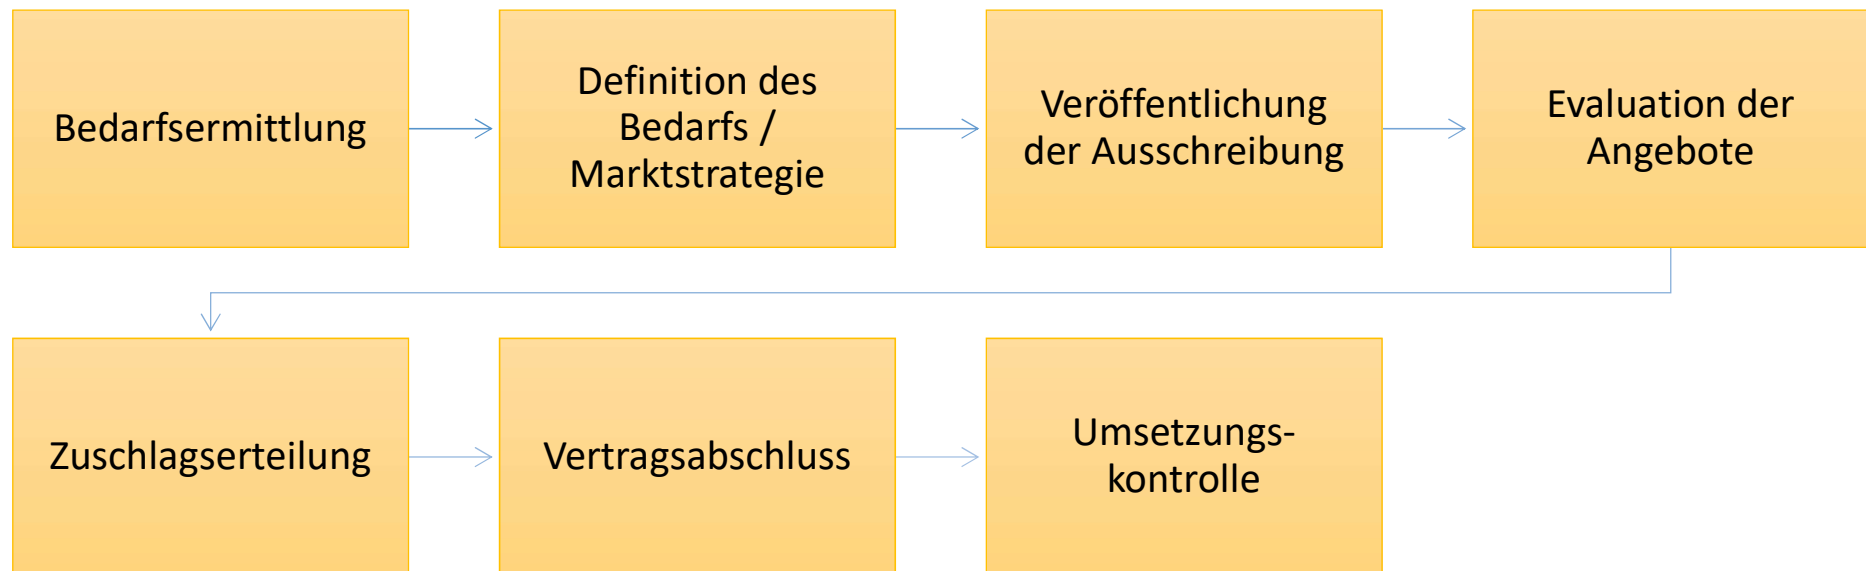 Bedarfsermittlung
Definition des
Bedarfs /
Marktstrategie
Veröffentlichung
der Ausschreibung
Evaluation der
Angebote
Zuschlagserteilung
Vertragsabschluss
Umsetzungs-
kontrolle